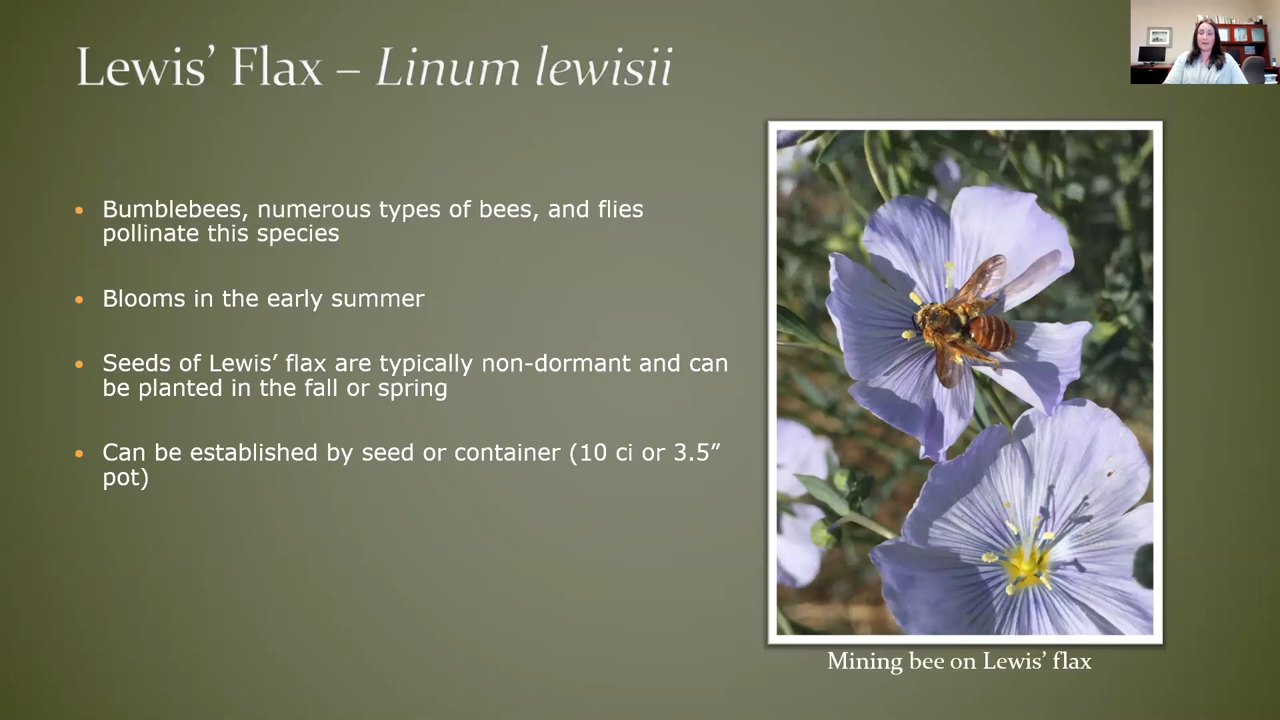 Lewis’ Flax – Linum lewisii
• Bumblebees, numerous types of bees, and flies
pollinate this species
• Blooms in the early summer
• Seeds of Lewis’ flax are typically non-dormant and can
be planted in the fall or spring
• Can be established by seed or container (10 ci or 3.5”
pot)
Mining bee on Lewis’ flax